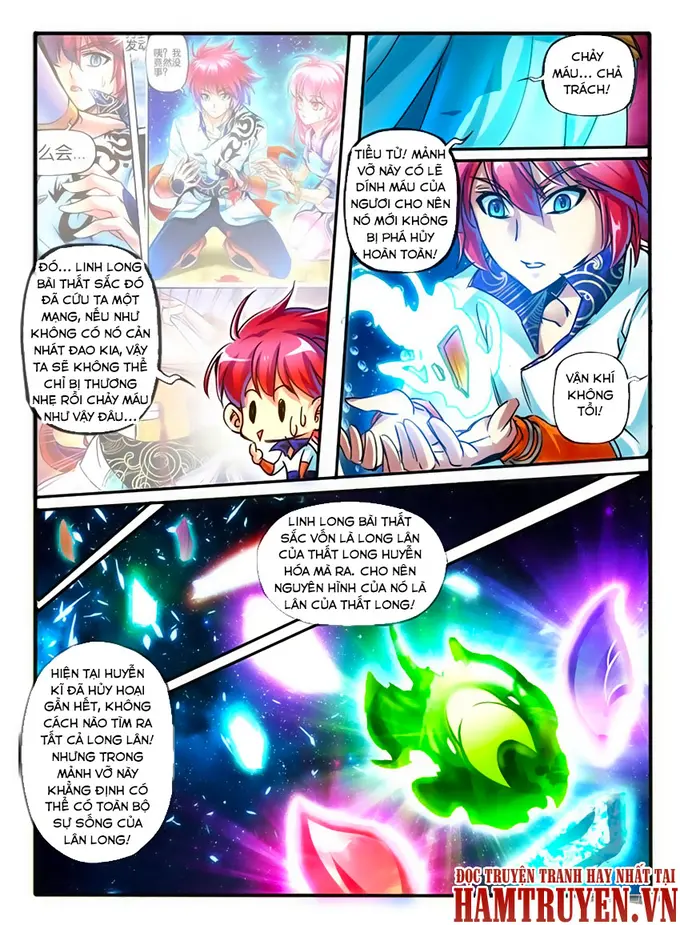 发动
我没事?
咦?竟然
么会...
ĐÓ... LINH LONG
BÀI THẤT SẮC ĐÓ
ĐÃ CỨU TA MỘT
MẠNG, NẾU NHƯ
KHÔNG CÓ NÓ CẢN
NHÁT ĐAO KIA, VẬY
TA SẼ KHÔNG THỂ
CHỈ BỊ THƯƠNG
NHẸ RỒI CHẢY MÁU
NHƯ VẬY ĐÂU...
CHẢY
MÁU... CHẢ
TRÁCH!
TIỂU TỬ! MẢNH
VỠ NÀY CÓ LẼ
DÍNH MÁU CỦA
NGƯƠI CHO NÊN
NÓ MỚI KHÔNG
BỊ PHÁ HỦY
HOÀN TOÀN!
VẬN KHÍ
KHÔNG
TỒI!
LINH LONG BÀI THẤT
SẮC VỐN LÀ LONG LÂN
CỦA THẤT LONG HUYỄN
HÓA MÀ RA. CHO NÊN
NGUYÊN HÌNH CỦA NÓ LÀ
LÂN CỦA THẤT LONG!
HIỆN TẠI HUYỄN
KĨ ĐÃ HỦY HOẠI
GẦN HẾT, KHÔNG
CÁCH NÀO TÌM RA
TẤT CẢ LONG LÂN!
NHƯNG TRONG
MẢNH VỠ NÀY
KHẲNG ĐỊNH CÓ
THỂ CÓ TOÀN BỘ
SỰ SỐNG CỦA
LÂN LONG!
ĐỌC TRUYỆN TRANH HAY NHẤT TẠI
HAMTRUYEN.VN